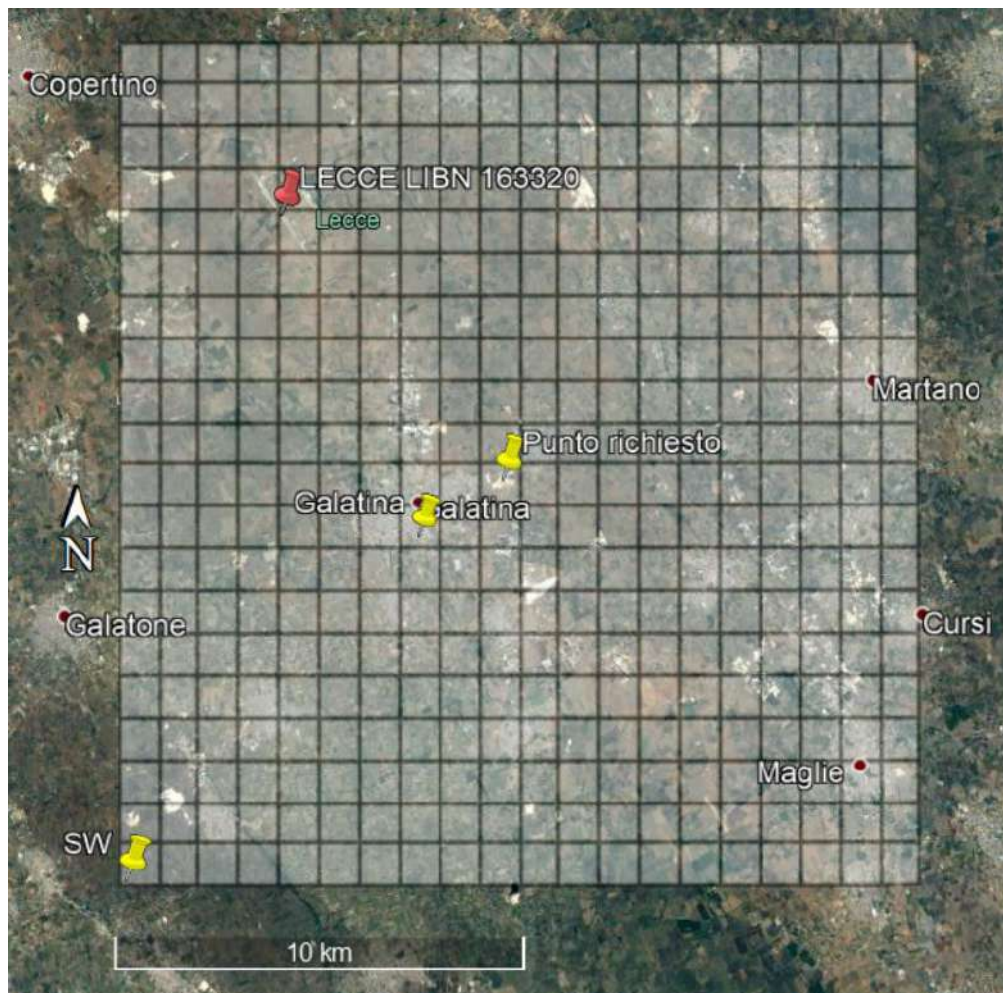 Copertino
LECCE LIBN 163320
Lecce
Martano
Punto richiesto
Galatina
Galatina
Galatone
Cursi
Maglie
SW
N
10 km